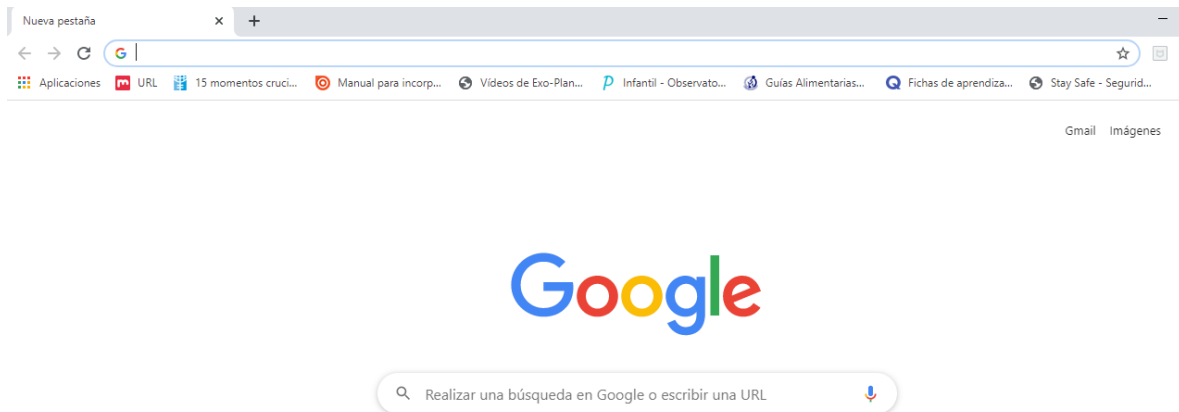 Nueva pestaña
Aplicaciones URL 15 momentos cruci... Manual para incorp... Vídeos de Exo-Plan... Infantil - Observato... Guías Alimentarias... Fichas de aprendiza... Stay Safe - Segurid...
Gmail Imágenes
Google
Realizar una búsqueda en Google o escribir una URL